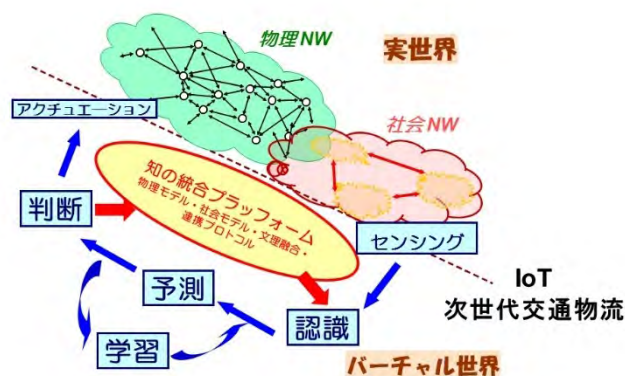 物理NW
実世界
アクチュエーション
社会NW
知の統合プラッフォーム
物理モデル・社会モデル・文理融合・
連携プロトコル
判断
センシング
予測
IoT
次世代交通物流
認識
学習
バーチャル世界